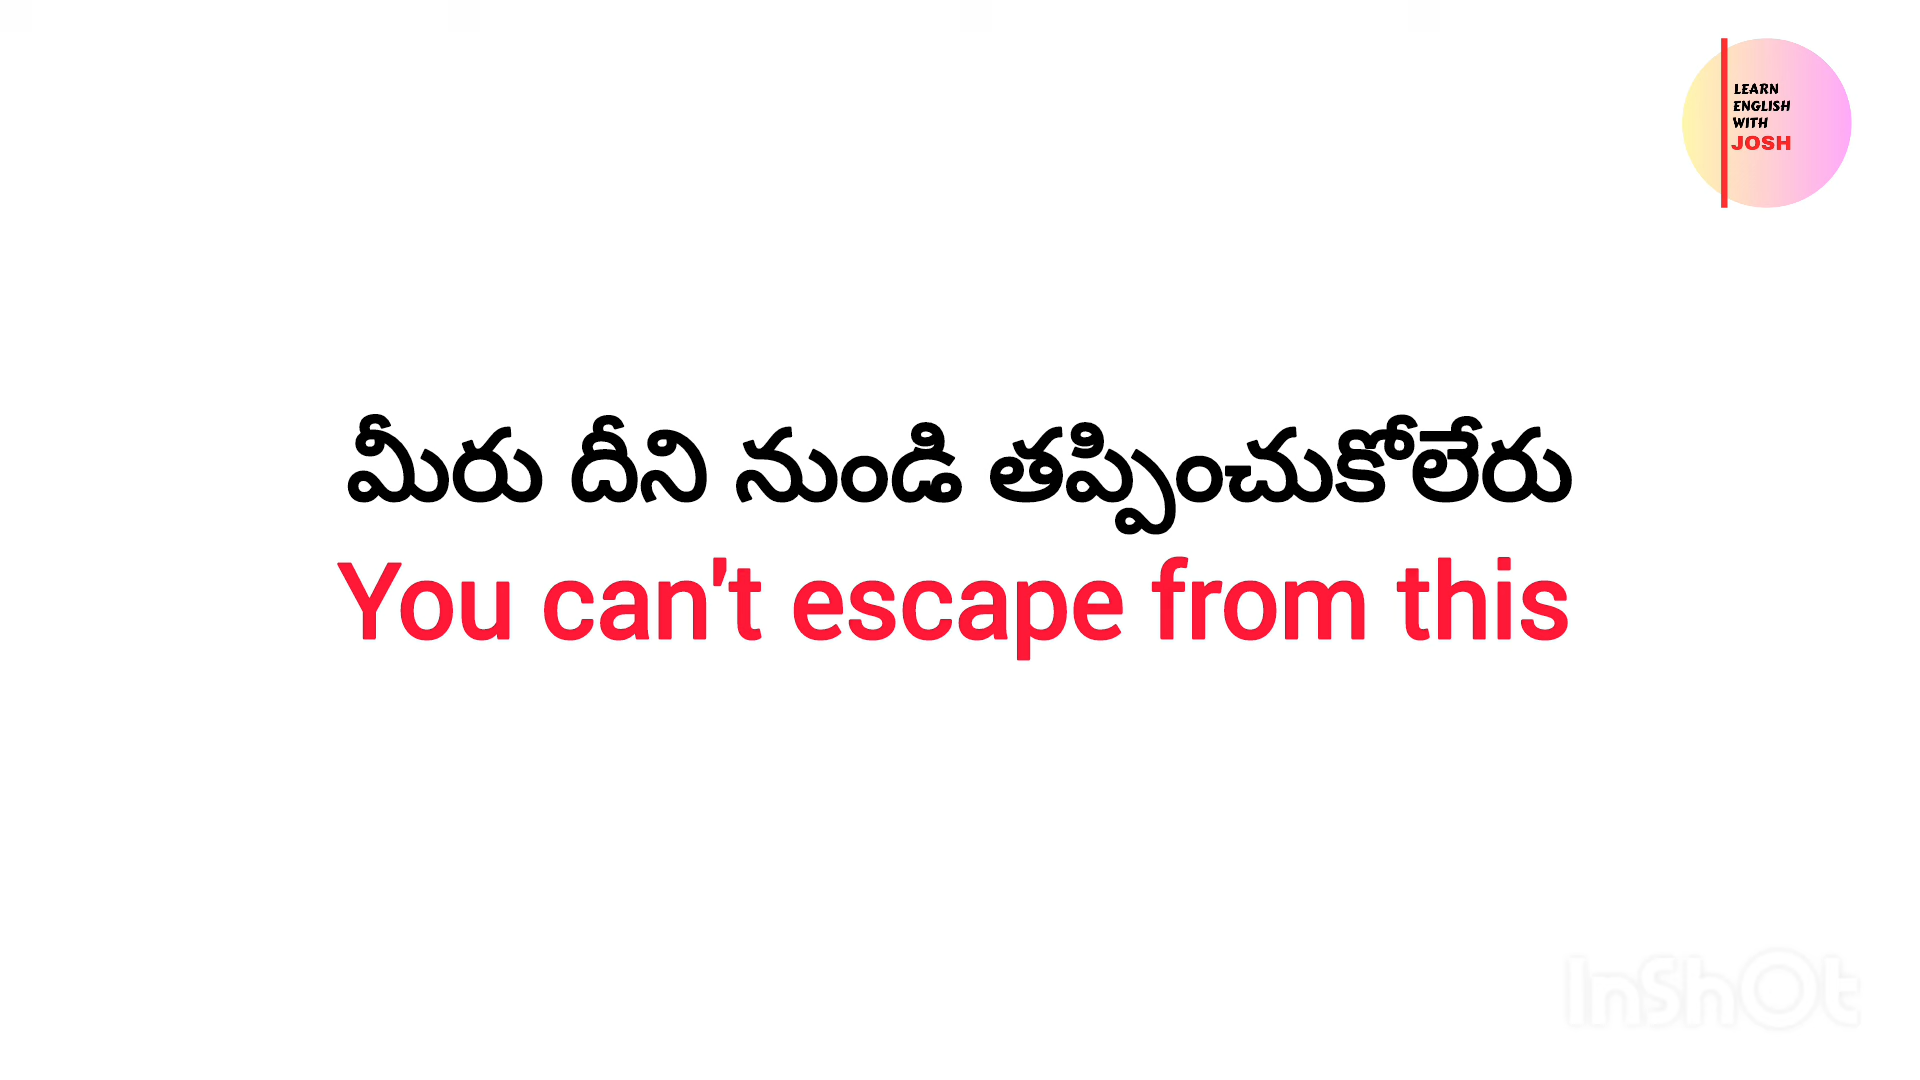 LEARN
ENGLISH
WITH
JOSH
మీరు దీని నుండి తప్పించుకోలేరు
You can't escape from this
InShOt